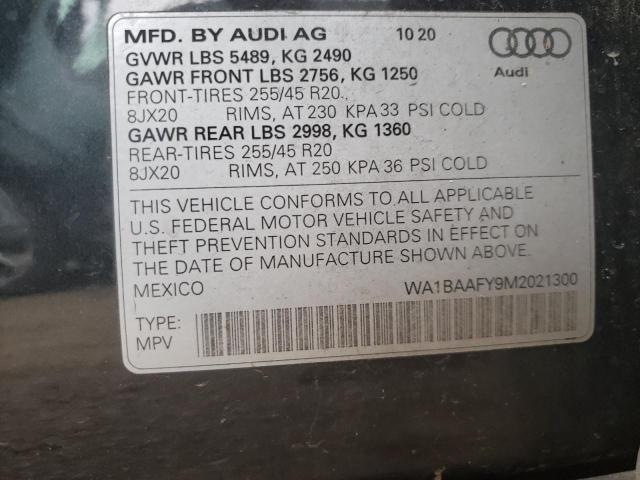 MFD. BY AUDI AG 10 20
GVWR LBS 5489, KG 2490
GAWR FRONT LBS 2756, KG 1250
Audi
FRONT-TIRES 255/45 R20
8JX20 RIMS, AT 230 KPA 33 PSI COLD
GAWR REAR LBS 2998, KG 1360
REAR-TIRES 255/45 R20
8JX20 RIMS, AT 250 KPA 36 PSI COLD
THIS VEHICLE CONFORMS TO ALL APPLICABLE
U.S. FEDERAL MOTOR VEHICLE SAFETY AND
THEFT PREVENTION STANDARDS IN EFFECT ON
THE DATE OF MANUFACTURE SHOWN ABOVE.
MEXICO WA1BAAFY9M2021300
TYPE:
MPV